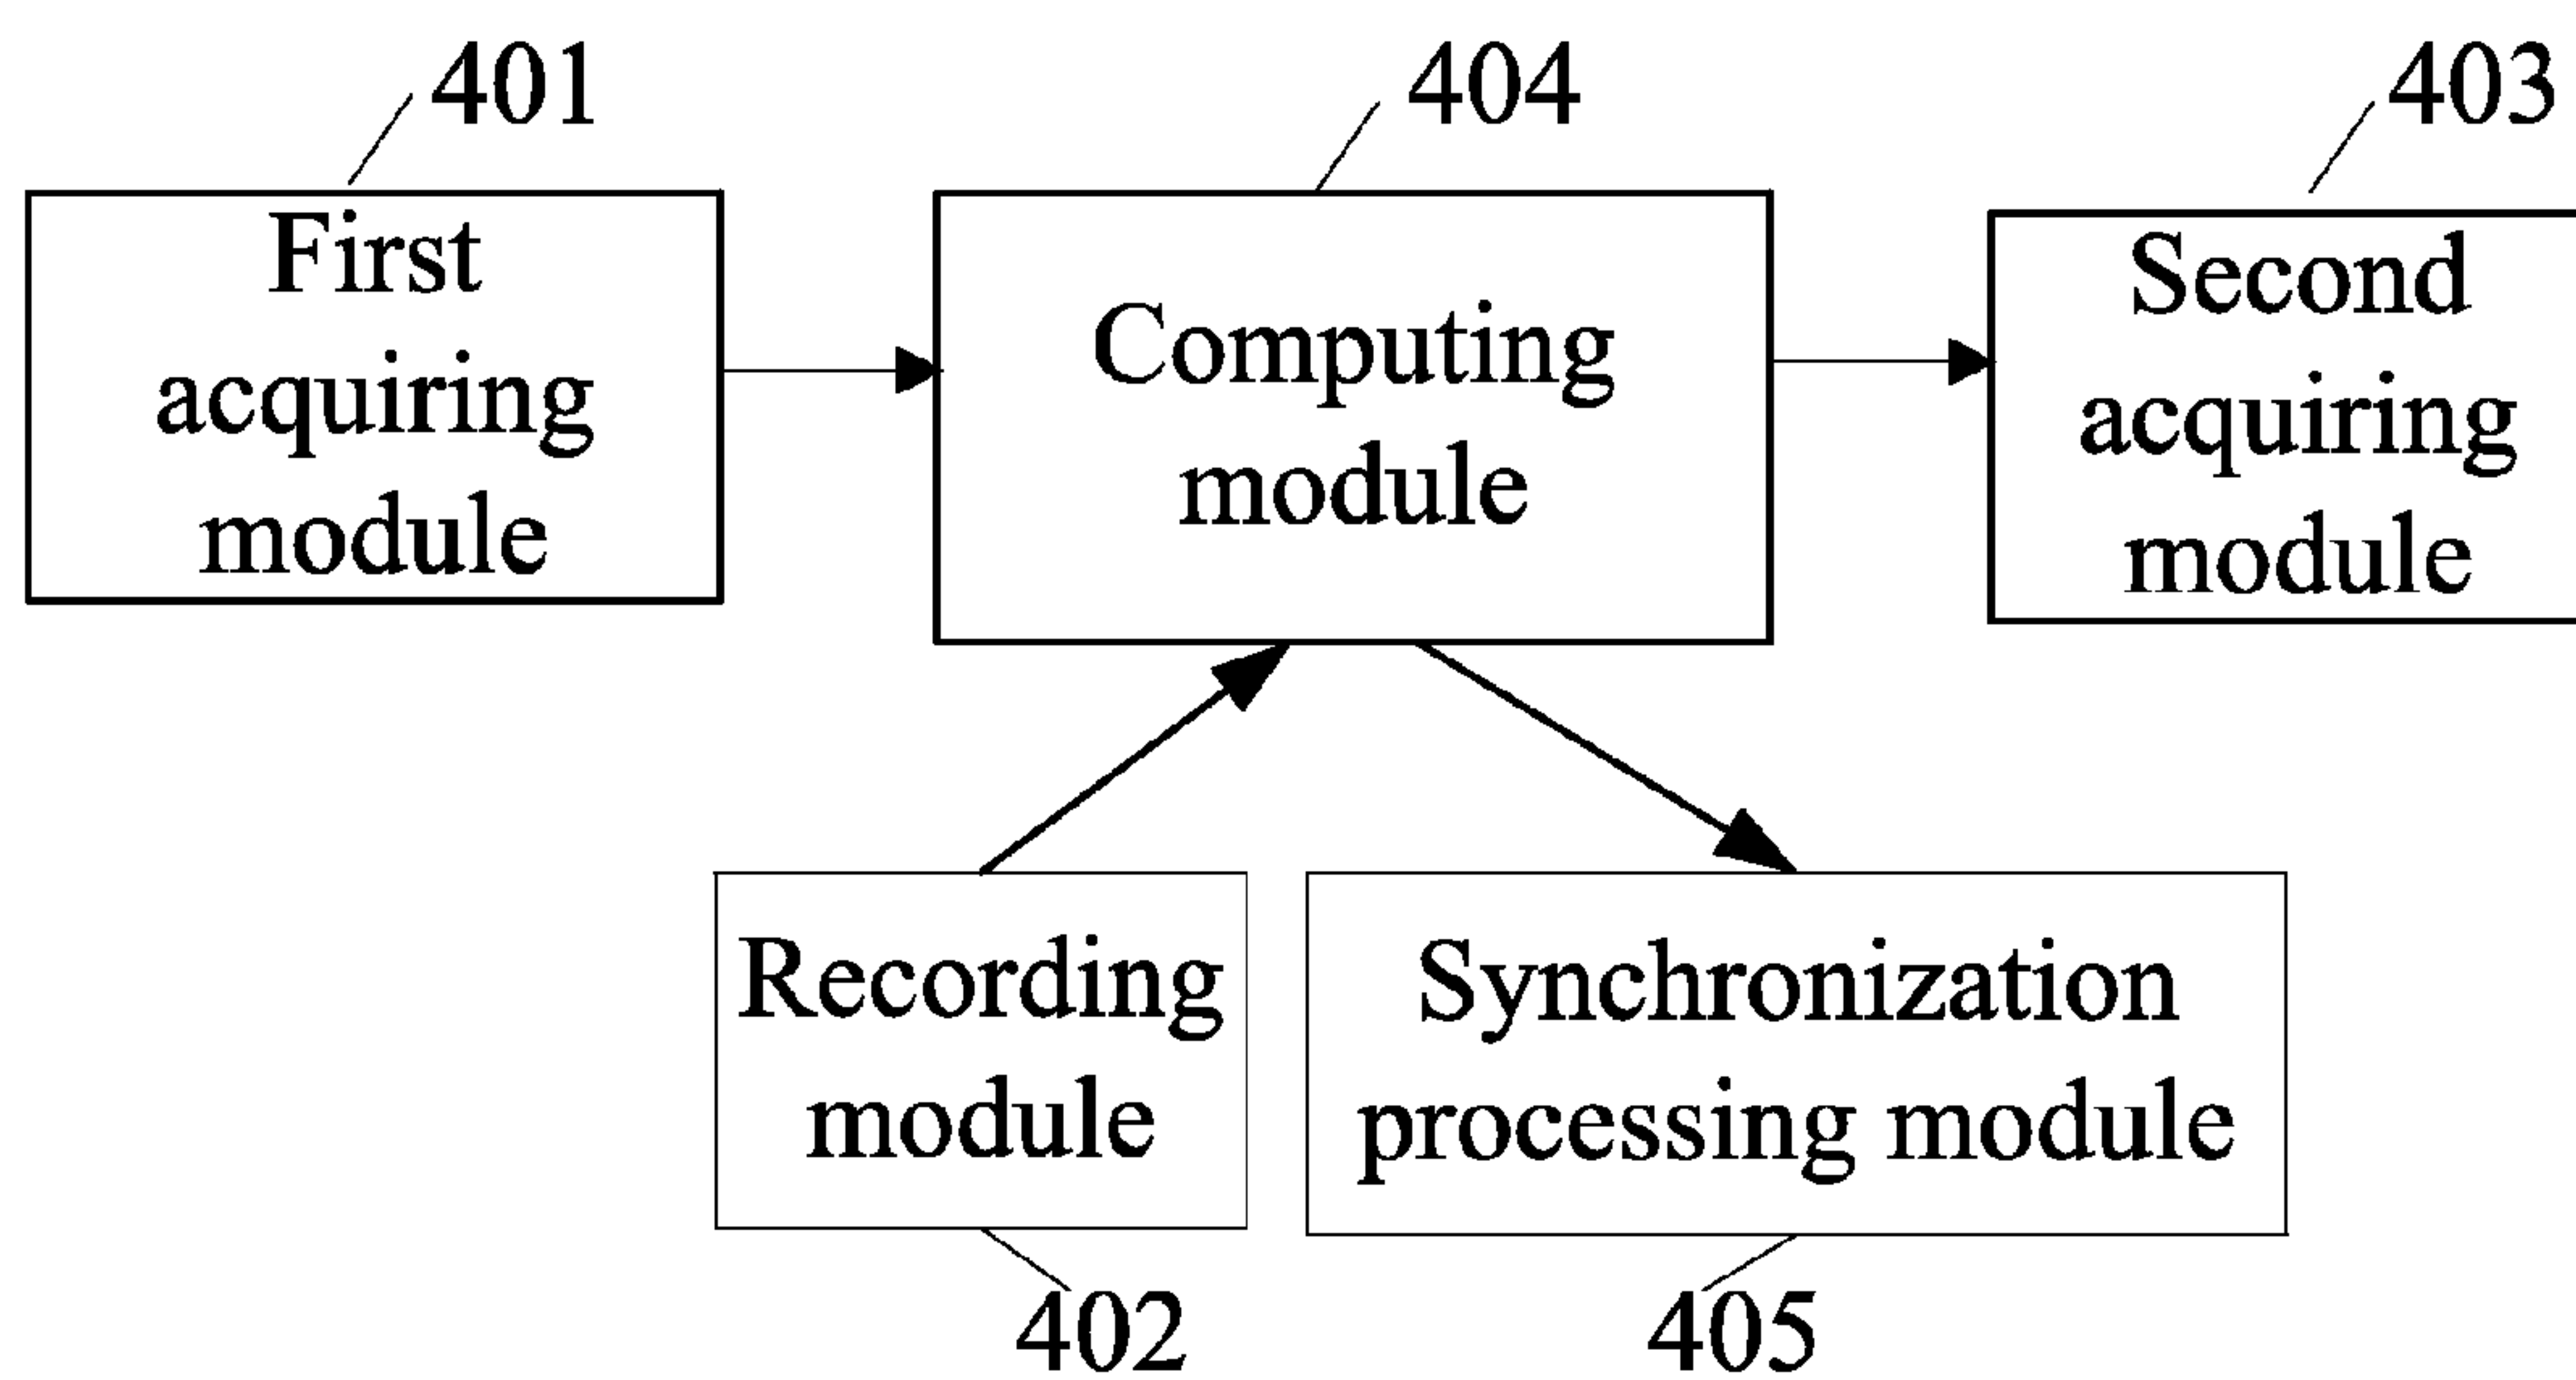 401
404
403
First
acquiring
module
Computing
module
Second
acquiring
module
Recording
module
Synchronization
processing module
402
405